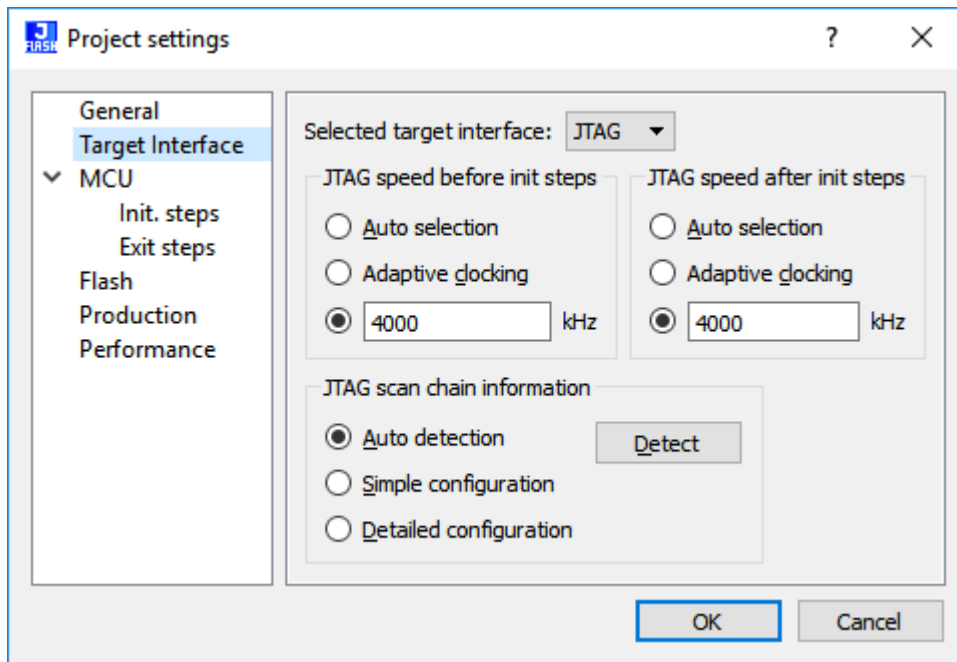 J
FLASH
Project settings
?
General
Target Interface
MCU
Init. steps
Exit steps
Flash
Production
Performance
Selected target interface: JTAG
JTAG speed before init steps
Auto selection
Adaptive clocking
4000 kHz
JTAG speed after init steps
Auto selection
Adaptive clocking
4000 kHz
JTAG scan chain information
Auto detection
Detect
Simple configuration
Detailed configuration
OK
Cancel